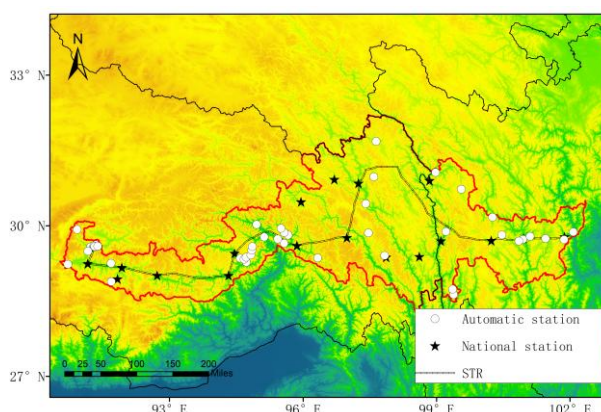 N
33° N
30° N
27° N
Automatic station
National station
STR
0 25 50 100 150 200
Miles
93° E
96° E
99° E
102° E